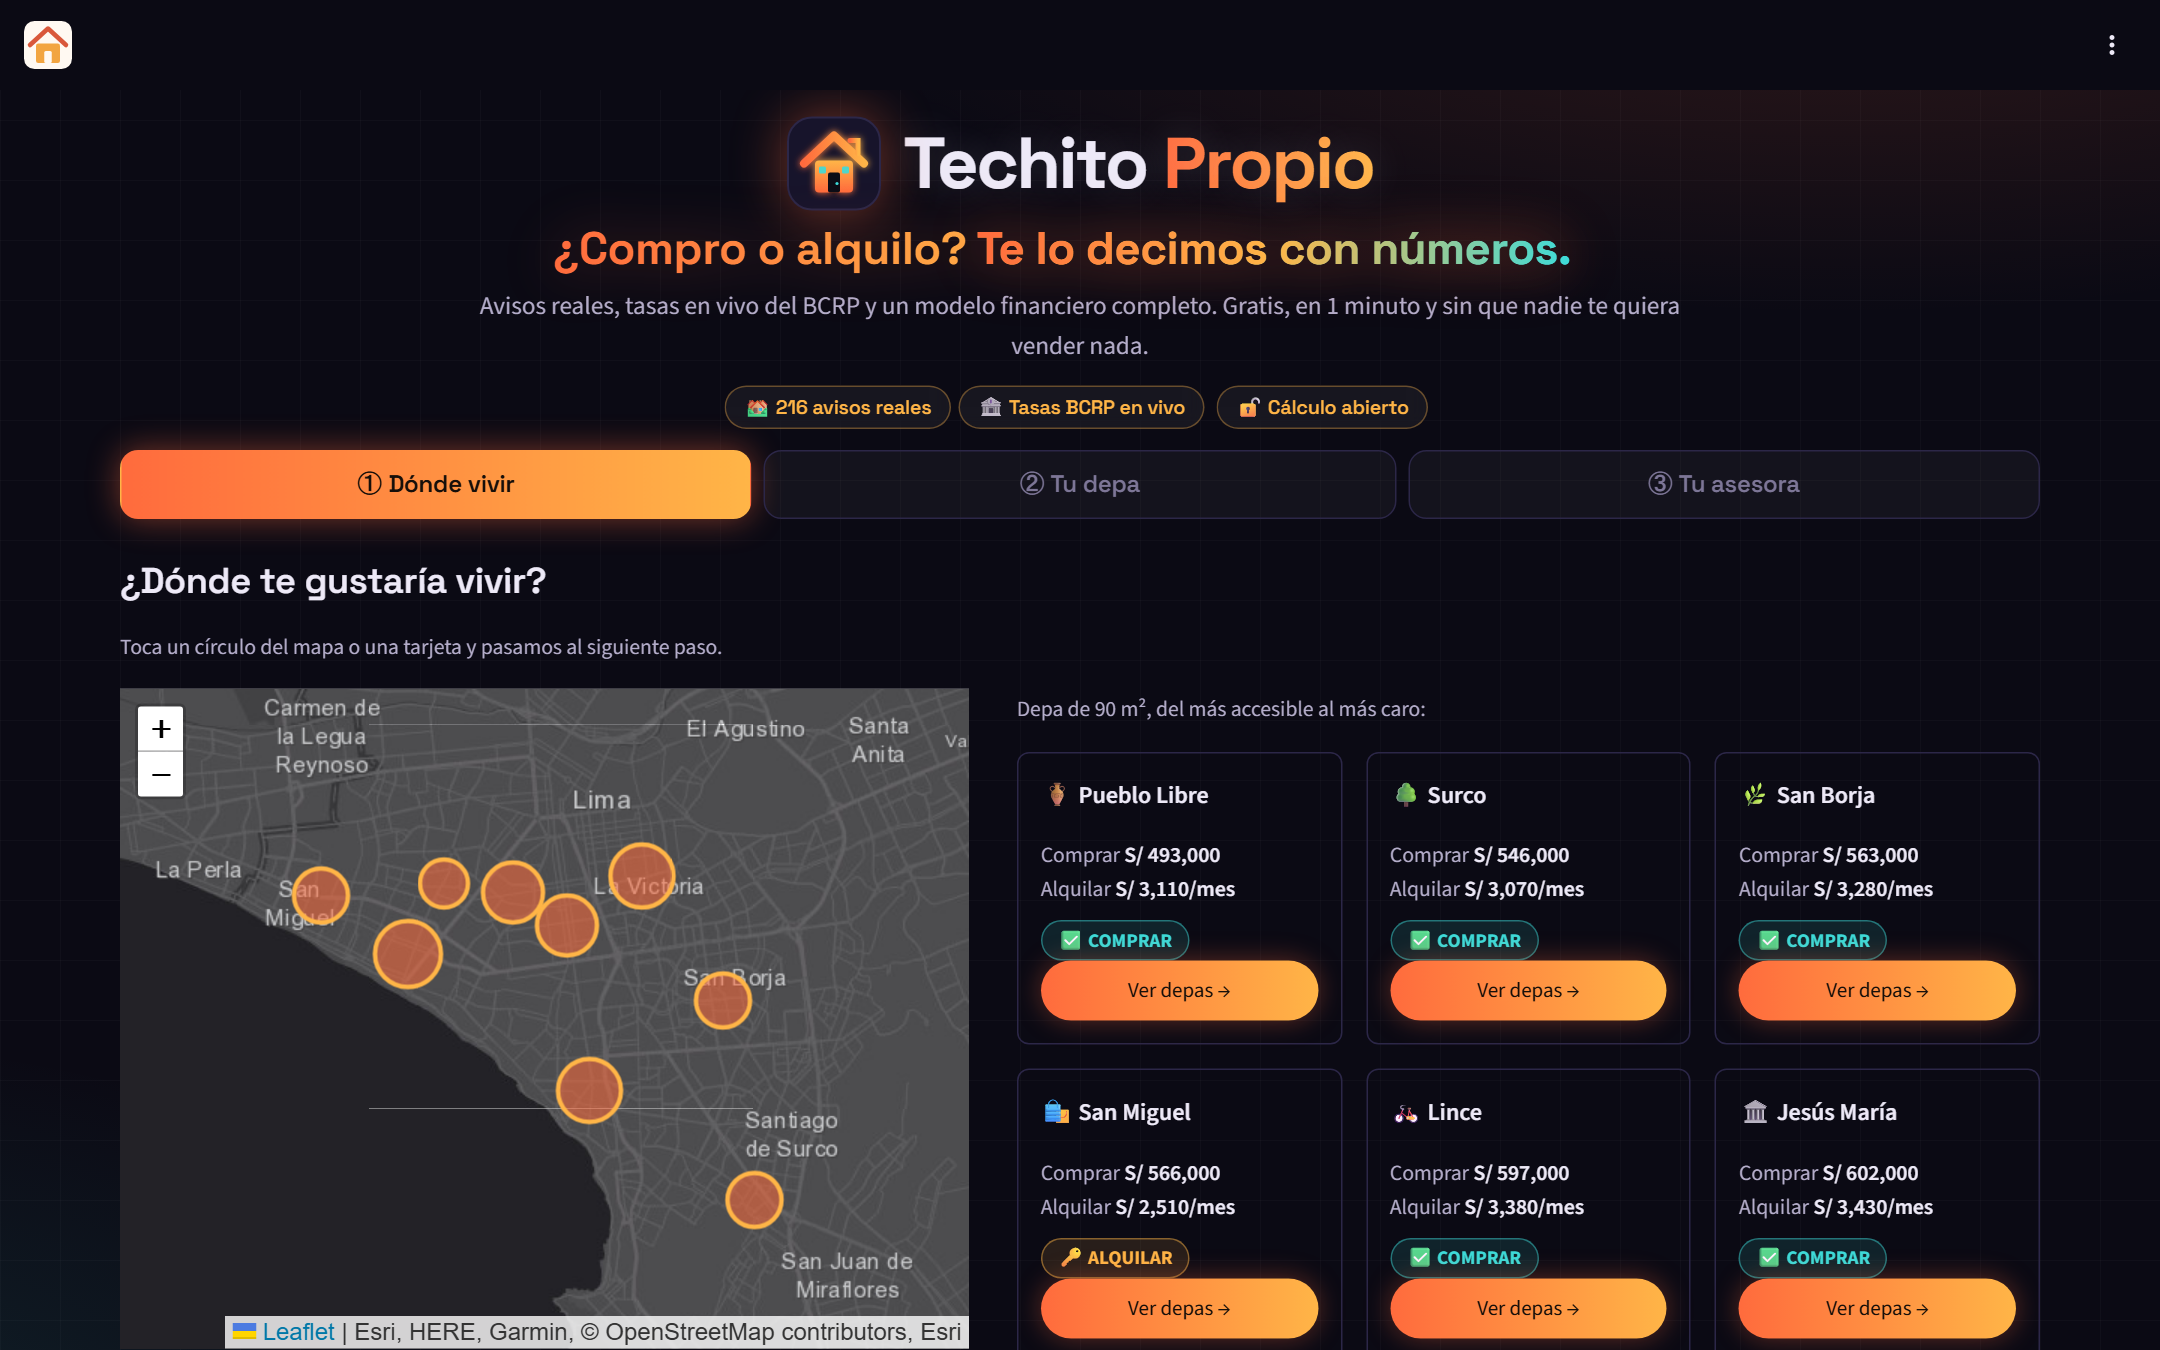 Techito Propio
¿Compro o alquilo? Te lo decimos con números.
Avisos reales, tasas en vivo del BCRP y un modelo financiero completo. Gratis, en 1 minuto y sin que nadie te quiera
vender nada.
216 avisos reales
Tasas BCRP en vivo
Cálculo abierto
① Dónde vivir
② Tu depa
③ Tu asesora
¿Dónde te gustaría vivir?
Toca un círculo del mapa o una tarjeta y pasamos al siguiente paso.
+
−
Carmen de
la Legua
Reynoso
El Agustino
Santa
Anita
Va
Lima
La Perla
San
Miguel
La Victoria
San Borja
Santiago
de Surco
San Juan de
Miraflores
Leaflet | Esri, HERE, Garmin, © OpenStreetMap contributors, Esri
Depa de 90 m², del más accesible al más caro:
Pueblo Libre
Comprar S/ 493,000
Alquilar S/ 3,110/mes
COMPRAR
Ver depas →
Surco
Comprar S/ 546,000
Alquilar S/ 3,070/mes
COMPRAR
Ver depas →
San Borja
Comprar S/ 563,000
Alquilar S/ 3,280/mes
COMPRAR
Ver depas →
San Miguel
Comprar S/ 566,000
Alquilar S/ 2,510/mes
ALQUILAR
Ver depas →
Lince
Comprar S/ 597,000
Alquilar S/ 3,380/mes
COMPRAR
Ver depas →
Jesús María
Comprar S/ 602,000
Alquilar S/ 3,430/mes
COMPRAR
Ver depas →